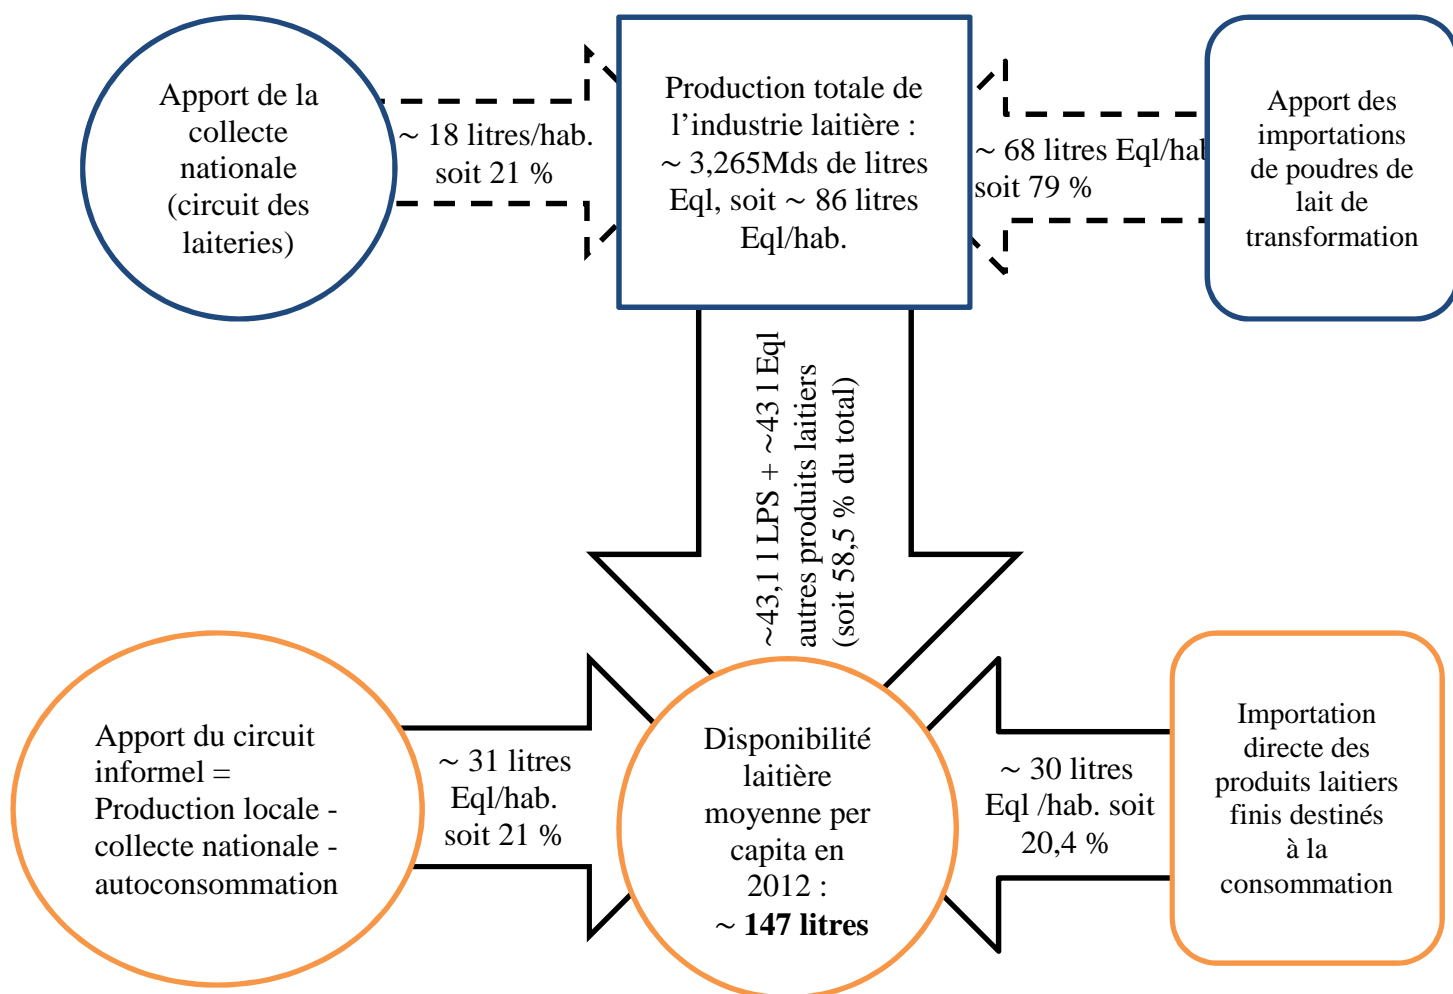 Apport de la
collecte
nationale
(circuit des
laiteries)
~ 18 litres/hab.
soit 21 %
Production totale de
l’industrie laitière :
~ 3,265Mds de litres
Eql, soit ~ 86 litres
Eql/hab.
~ 68 litres Eql/hab
soit 79 %
Apport des
importations
de poudres de
lait de
transformation
~43,1 l LPS + ~43 l Eql
autres produits laitiers
(soit 58,5 % du total)
Apport du circuit
informel =
Production locale -
collecte nationale -
autoconsommation
~ 31 litres
Eql/hab.
soit 21 %
Disponibilité
laitière
moyenne per
capita en
2012 :
~ 147 litres
~ 30 litres
Eql /hab. soit
20,4 %
Importation
directe des
produits laitiers
finis destinés
à la
consommation